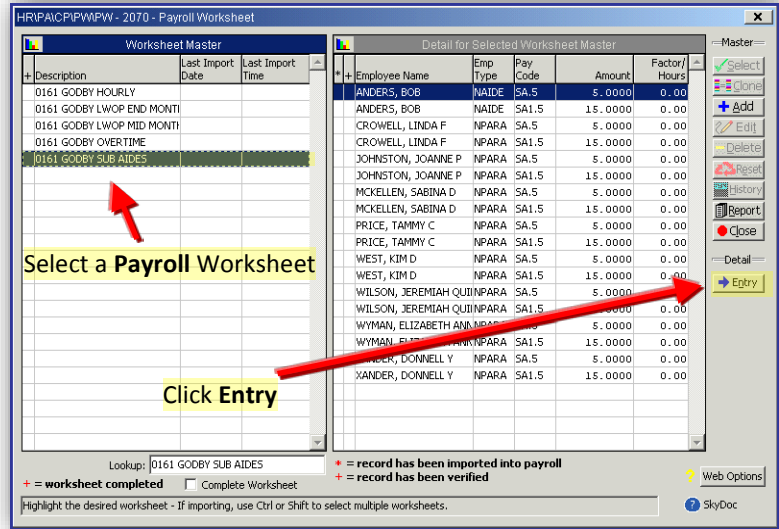 HR\PA\CP\PW\PW - 2070 - Payroll Worksheet
Worksheet Master
+ Description Last Import Date Last Import Time
0161 GODBY HOURLY
0161 GODBY LWOP END MONTI
0161 GODBY LWOP MID MONTH
0161 GODBY OVERTIME
0161 GODBY SUB AIDES
Select a Payroll Worksheet
Click Entry
Detail for Selected Worksheet Master
* + Employee Name Emp Type Pay Code Amount Factor/ Hours
ANDERS, BOB NAIDE SA.5 5.0000 0.00
ANDERS, BOB NAIDE SA1.5 15.0000 0.00
CROWELL, LINDA F NPARA SA.5 5.0000 0.00
CROWELL, LINDA F NPARA SA1.5 15.0000 0.00
JOHNSTON, JOANNE P NPARA SA.5 5.0000 0.00
JOHNSTON, JOANNE P NPARA SA1.5 15.0000 0.00
MCKELLEN, SABINA D NPARA SA.5 5.0000 0.00
MCKELLEN, SABINA D NPARA SA1.5 15.0000 0.00
PRICE, TAMMY C NPARA SA.5 5.0000 0.00
PRICE, TAMMY C NPARA SA1.5 15.0000 0.00
WEST, KIM D NPARA SA.5 5.0000 0.00
WEST, KIM D NPARA SA1.5 15.0000 0.00
WILSON, JEREMIAH QUI NPARA SA.5 5.0000
WILSON, JEREMIAH QUI NPARA SA1.5 15.0000 0.00
WYMAN, ELIZABETH ANN SA.5 5.0000 0.00
WYMAN, SA1.5 15.0000 0.00
DONNELL Y NPARA SA.5 5.0000 0.00
XANDER, DONNELL Y NPARA SA1.5 15.0000 0.00
Master
Select
Clone
Add
Edit
Delete
Reset
History
Report
Close
Detail
Entry
Lookup: 0161 GODBY SUB AIDES
+ = worksheet completed Complete Worksheet
* = record has been imported into payroll
+ = record has been verified
? Web Options
Highlight the desired worksheet - If importing, use Ctrl or Shift to select multiple worksheets.
? SkyDoc